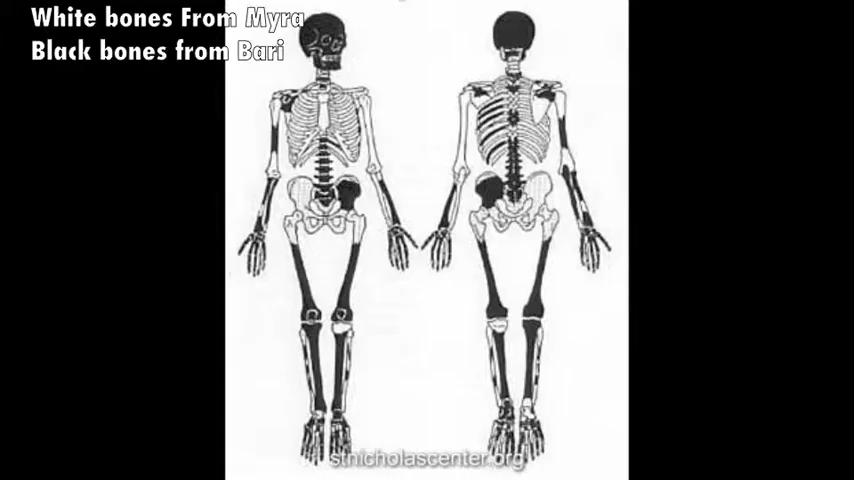 White bones From Myra
Black bones from Bari
stnicholascenter.org